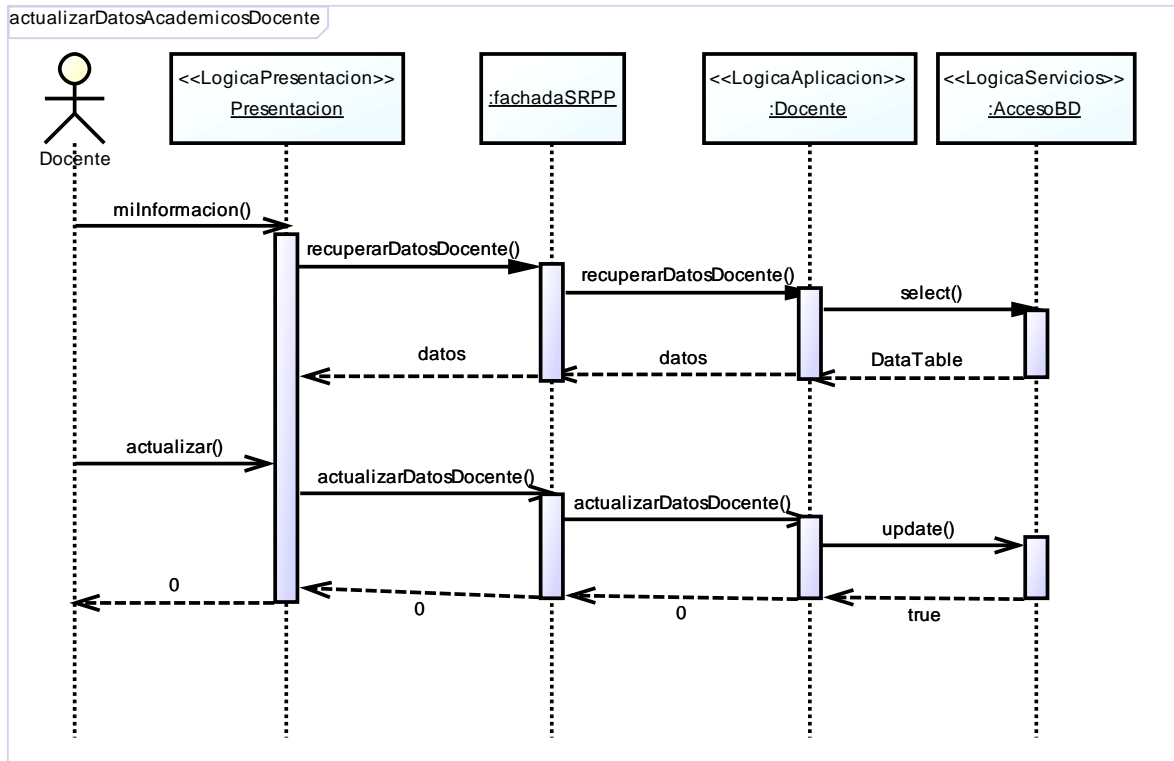 actualizarDatosAcademicosDocente
<<LogicaPresentacion>>
Presentacion
:fachadaSRPP
<<LogicaAplicacion>>
:Docente
<<LogicaServicios>>
:AccesoBD
Docente
miInformacion()
recuperarDatosDocente()
recuperarDatosDocente()
select()
datos
datos
DataTable
actualizar()
actualizarDatosDocente()
actualizarDatosDocente()
update()
0
0
0
true